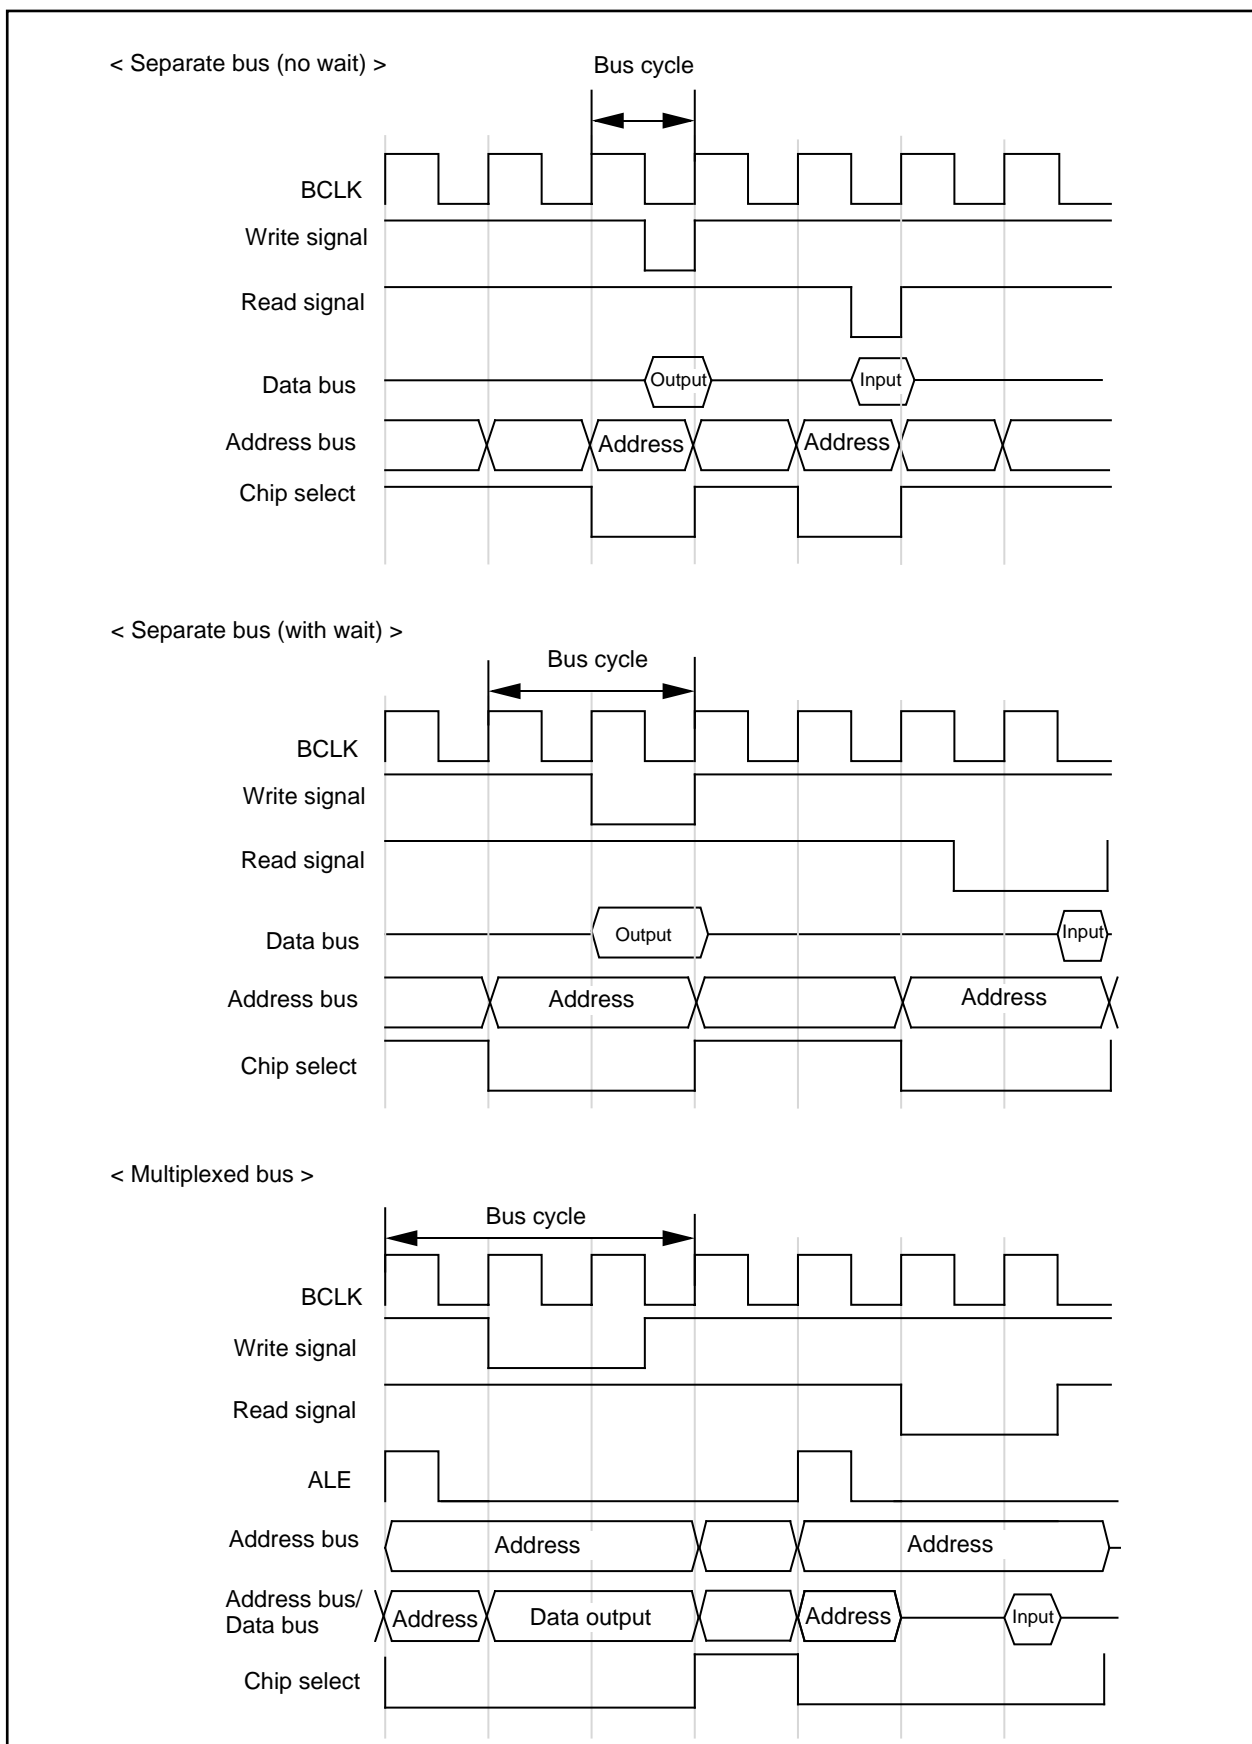 < Separate bus (no wait) >
Bus cycle
BCLK
Write signal
Read signal
Data bus
Output
Input
Address bus
Address
Address
Chip select
< Separate bus (with wait) >
Bus cycle
BCLK
Write signal
Read signal
Data bus
Output
Input
Address bus
Address
Address
Chip select
< Multiplexed bus >
Bus cycle
BCLK
Write signal
Read signal
ALE
Address bus
Address
Address
Address bus/
Data bus
Address
Data output
Address
Input
Chip select